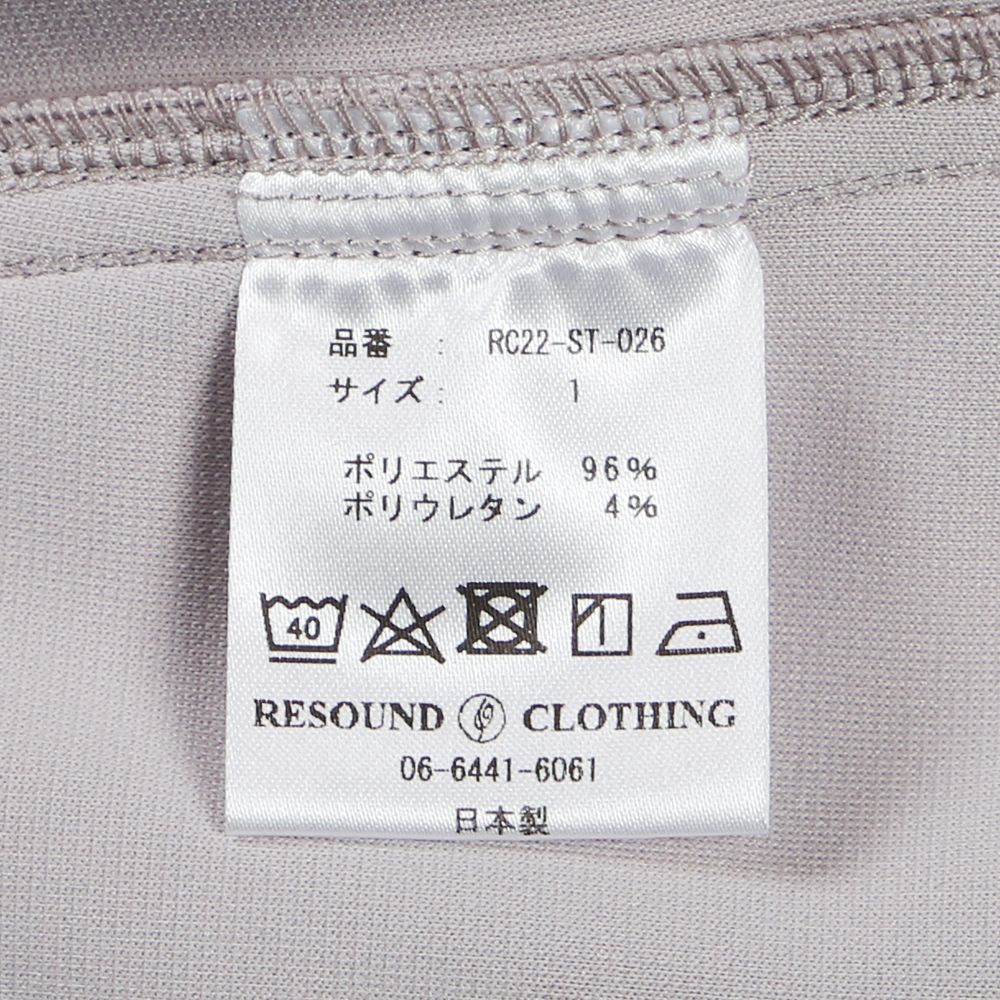 品番 : RC22-ST-026
サイズ: 1
ポリエステル 96%
ポリウレタン 4%
40
RESOUND CLOTHING
06-6441-6061
日本製